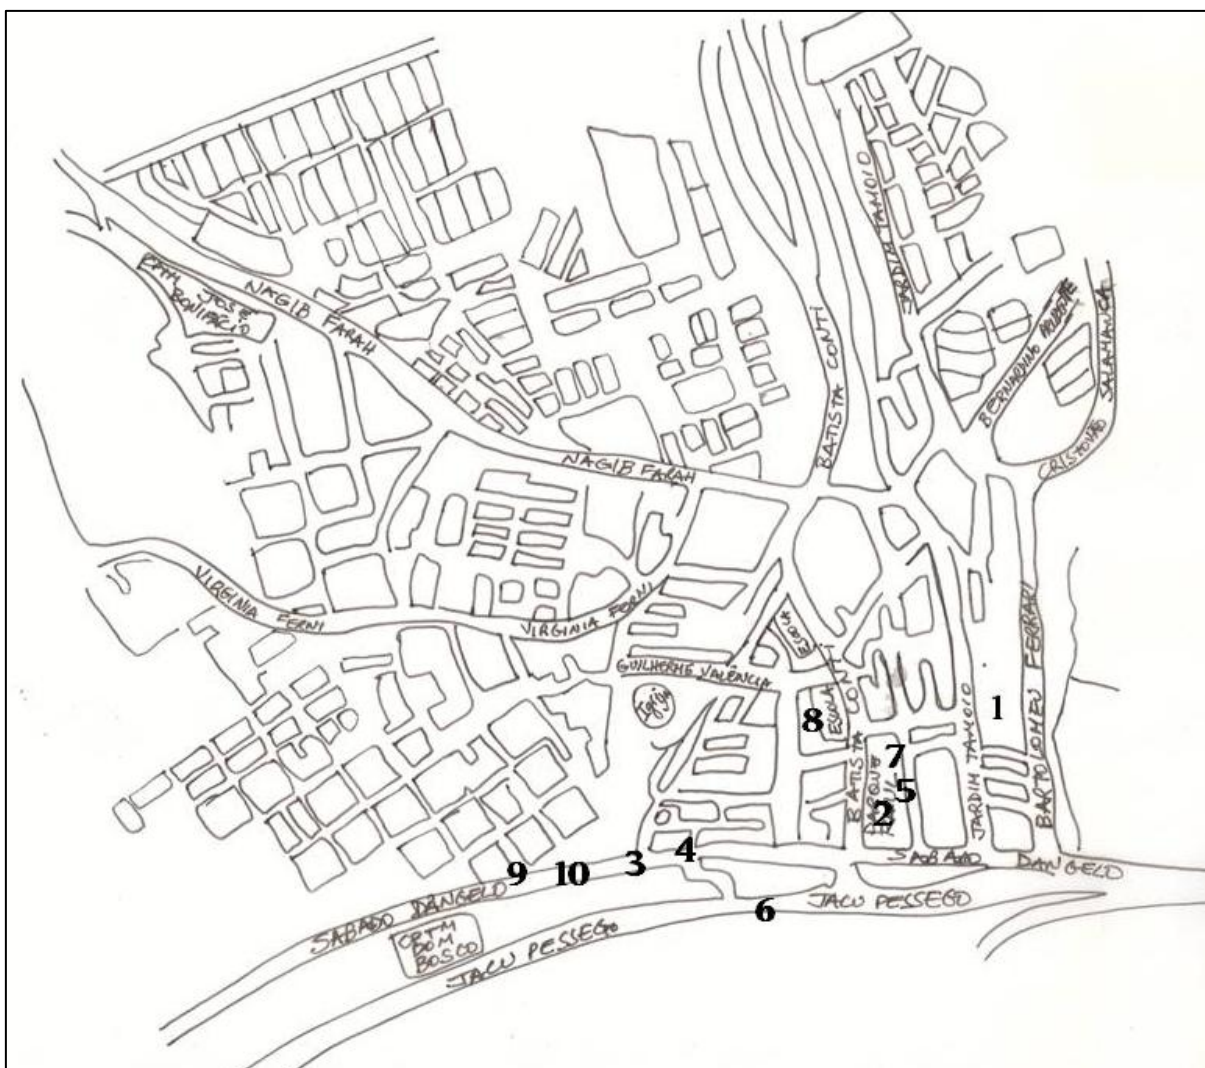 JARDIM TAMOIO
CPTM
JOSÉ
BONIFÁCIO
NAGIB FARAH
BATISTA CONTI
BERNARDINO
CRISTOVÃO SALAMANCA
NAGIB FARAH
VIRGINIA FERNI
VIRGINIA FERNI
GUILHERME VALÊNCIA
ESCOLA
Igreja
8
ESCOLA
BATISTA CONTI
1
BARTOLOMEU FERRARI
JARDIM TAMOIO
7
5
PARQUE
2
3
4
SABADO DANGELO
9
10
6
JACU PESSEGO
SABADO DANGELO
CPTM
DOM
BOSCO
JACU PESSEGO